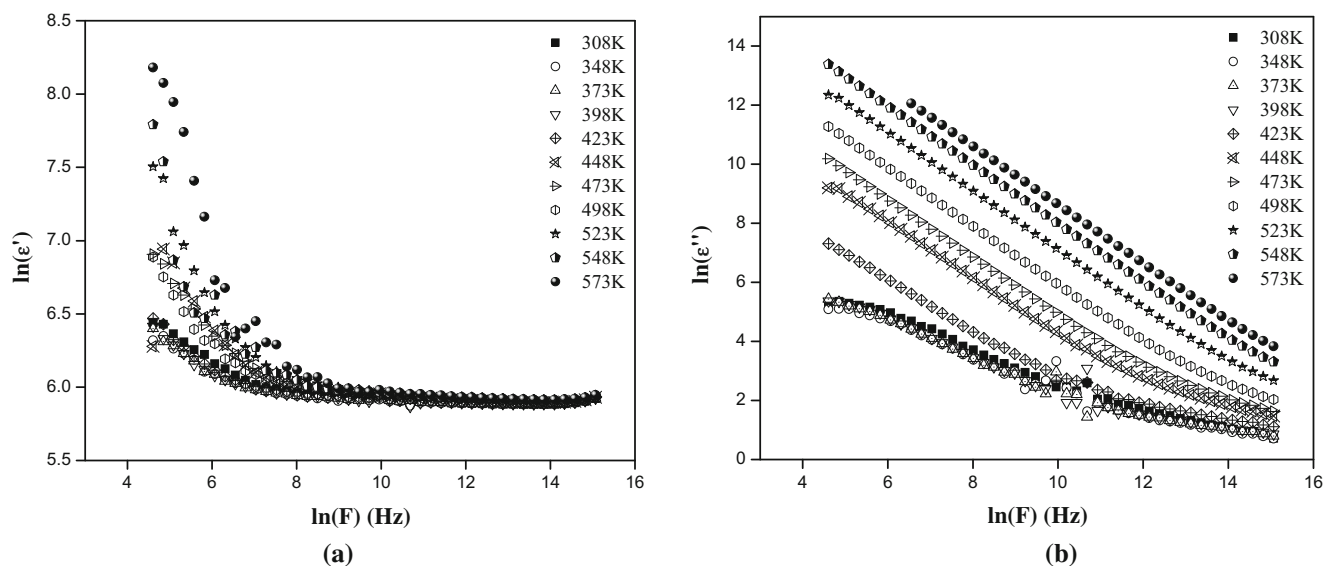 8.5
8.0
7.5
7.0
6.5
6.0
5.5
ln(ε')
4 6 8 10 12 14 16
ln(F) (Hz)
308K
348K
373K
398K
423K
448K
473K
498K
523K
548K
573K
(a)
14
12
10
8
6
4
2
0
ln(ε'')
4 6 8 10 12 14 16
ln(F) (Hz)
308K
348K
373K
398K
423K
448K
473K
498K
523K
548K
573K
(b)